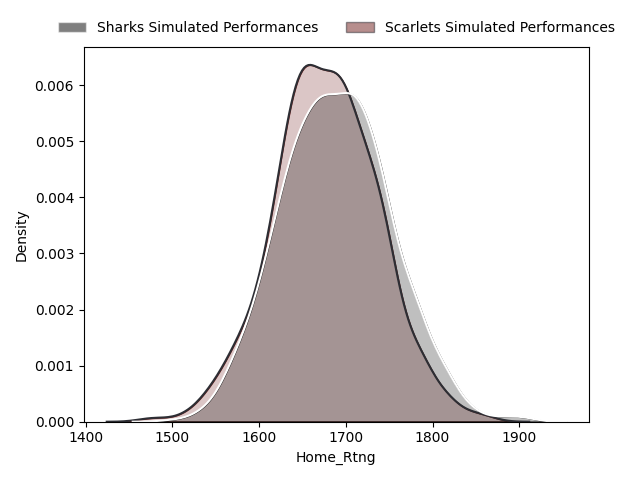 Sharks Simulated Performances Scarlets Simulated Performances
0.006
0.005
0.004
0.003
0.002
0.001
0.000
Density
1400 1500 1600 1700 1800 1900
Home_Rtng